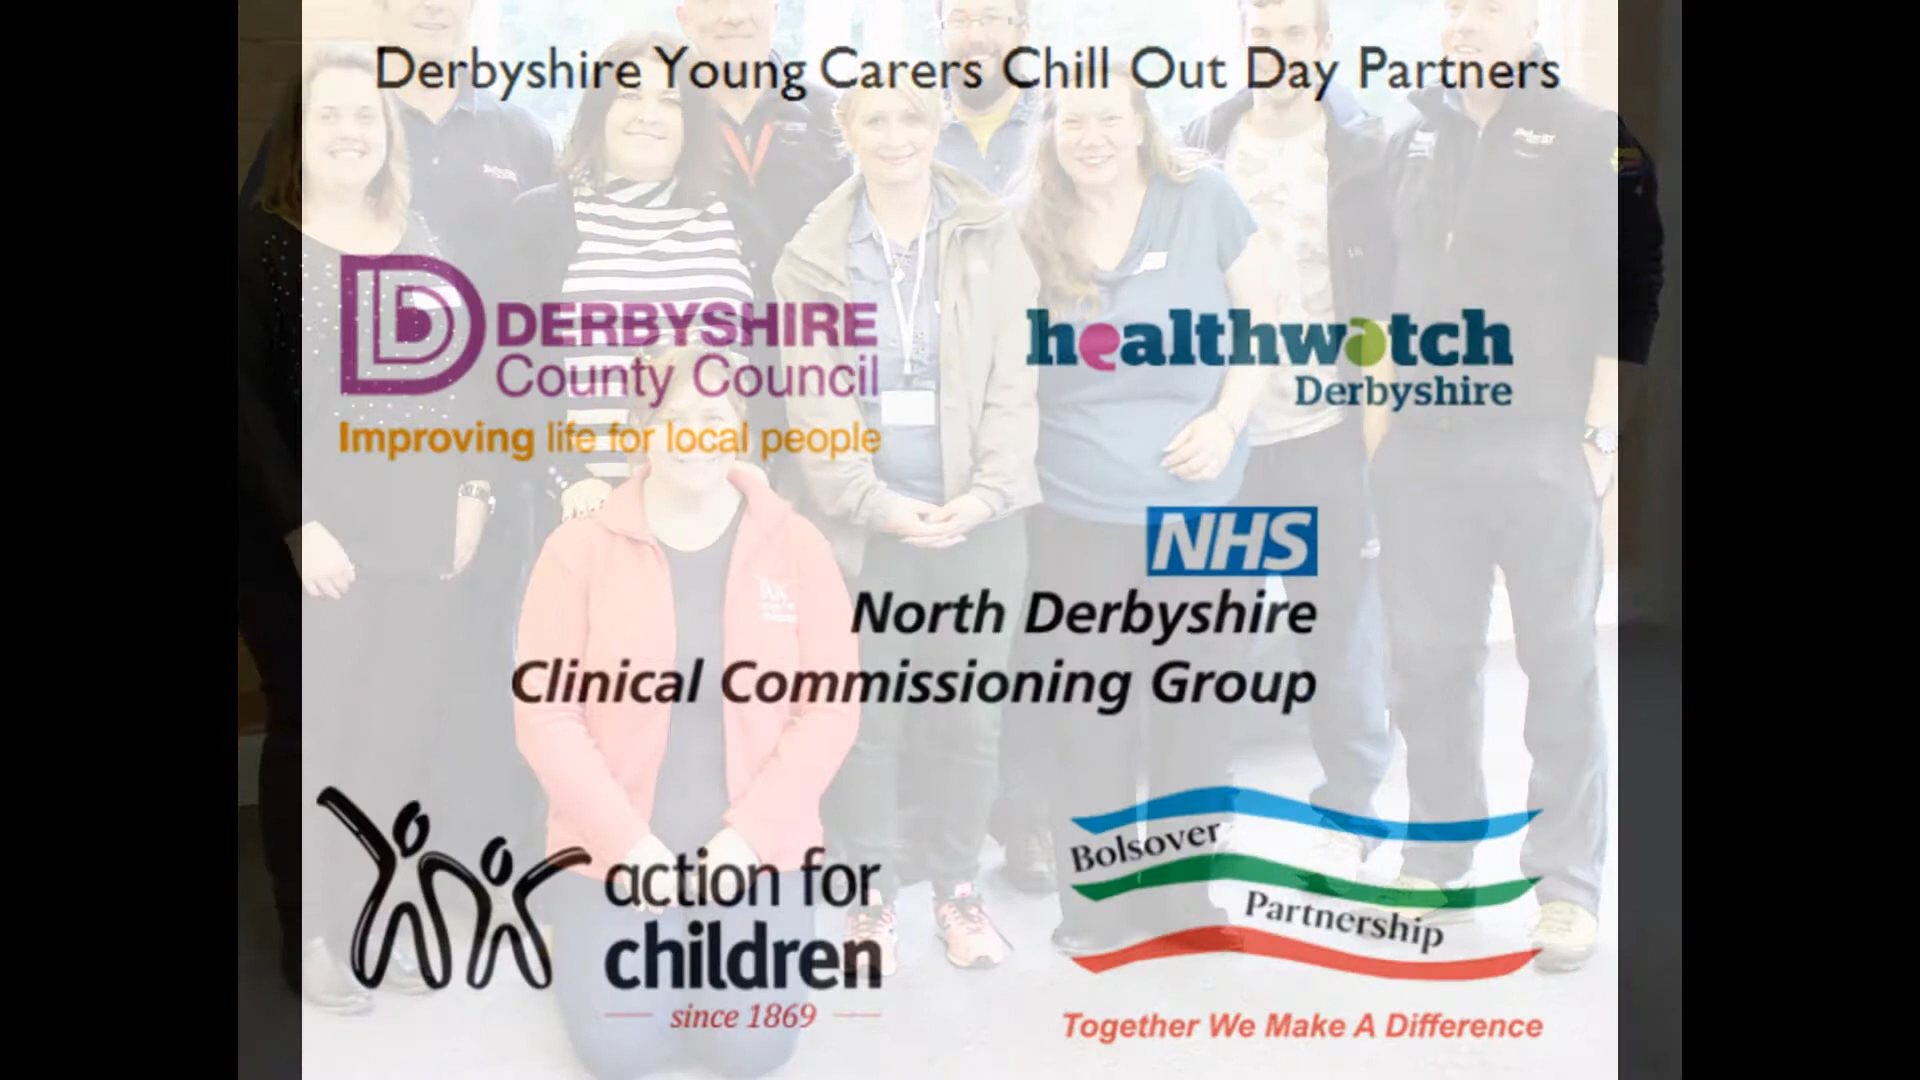 Derbyshire Young Carers Chill Out Day Partners
DERBYSHIRE
County Council
Improving life for local people
healthwatch
Derbyshire
NHS
North Derbyshire
Clinical Commissioning Group
action for
children
since 1869
Bolsover
Partnership
Together We Make A Difference